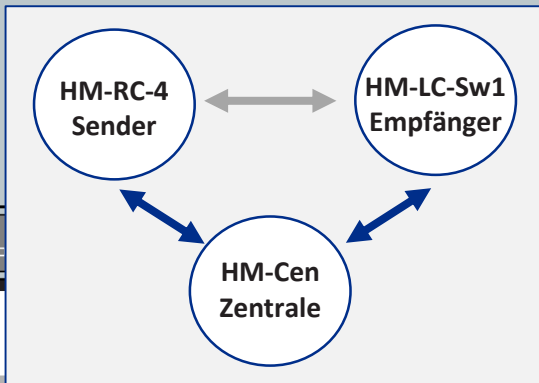 HM-RC-4
Sender
HM-LC-Sw1
Empfänger
HM-Cen
Zentrale